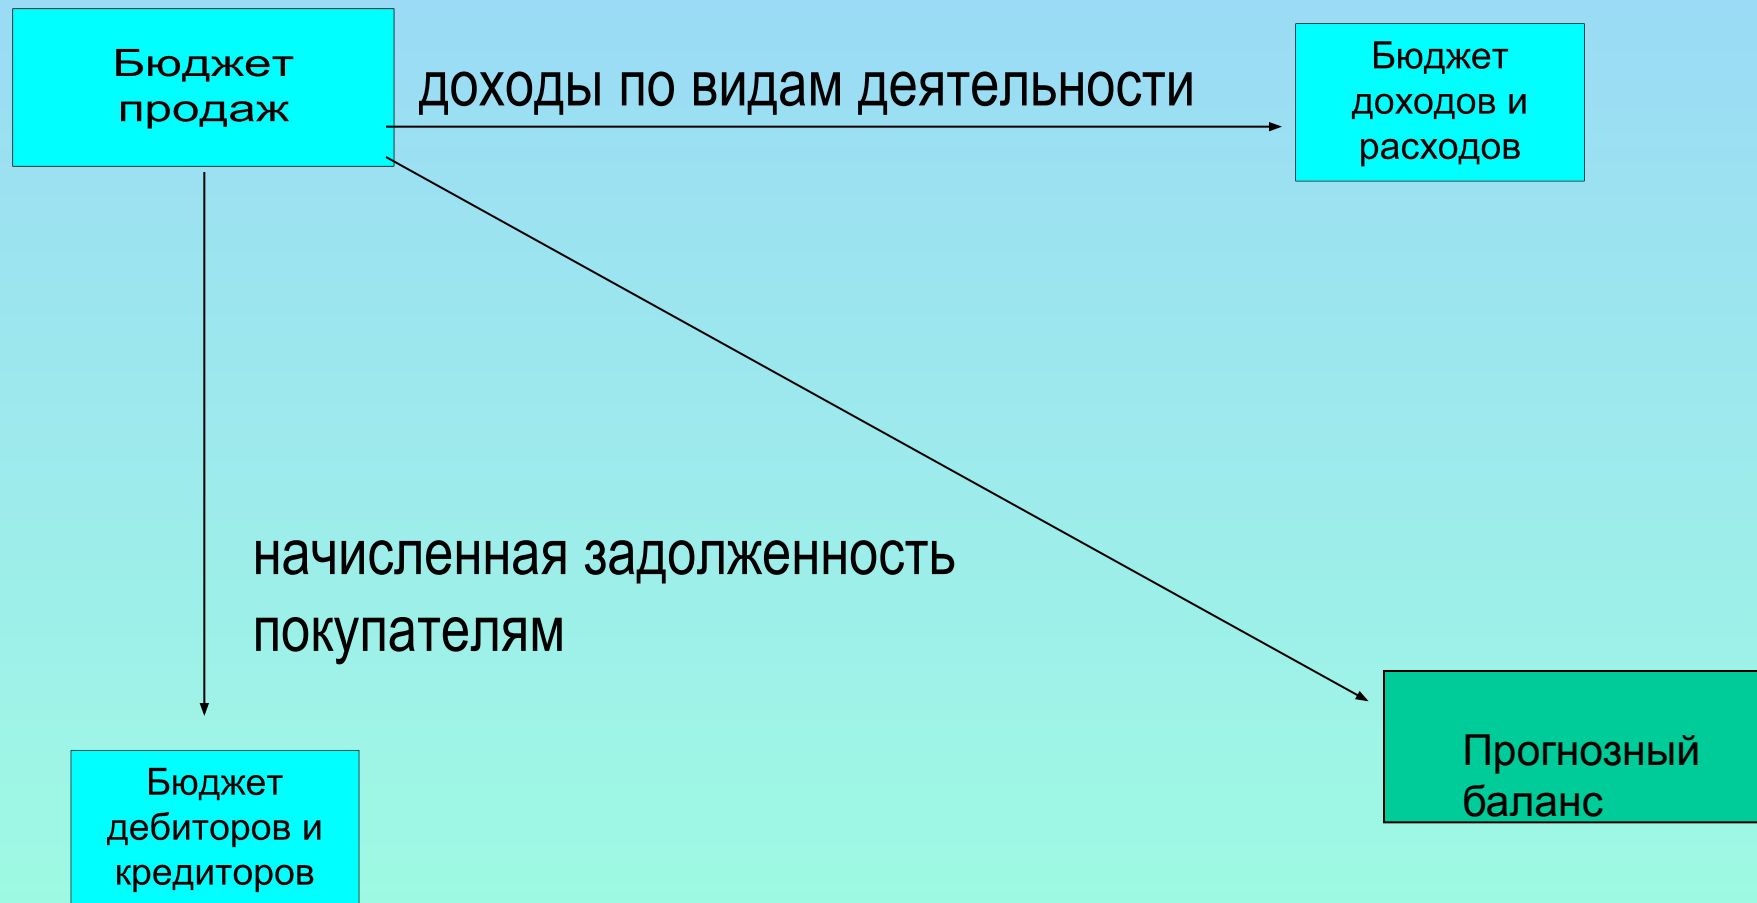 Бюджет
продаж
доходы по видам деятельности
Бюджет
доходов и
расходов
начисленная задолженность
покупателям
Прогнозный
баланс
Бюджет
дебиторов и
кредиторов